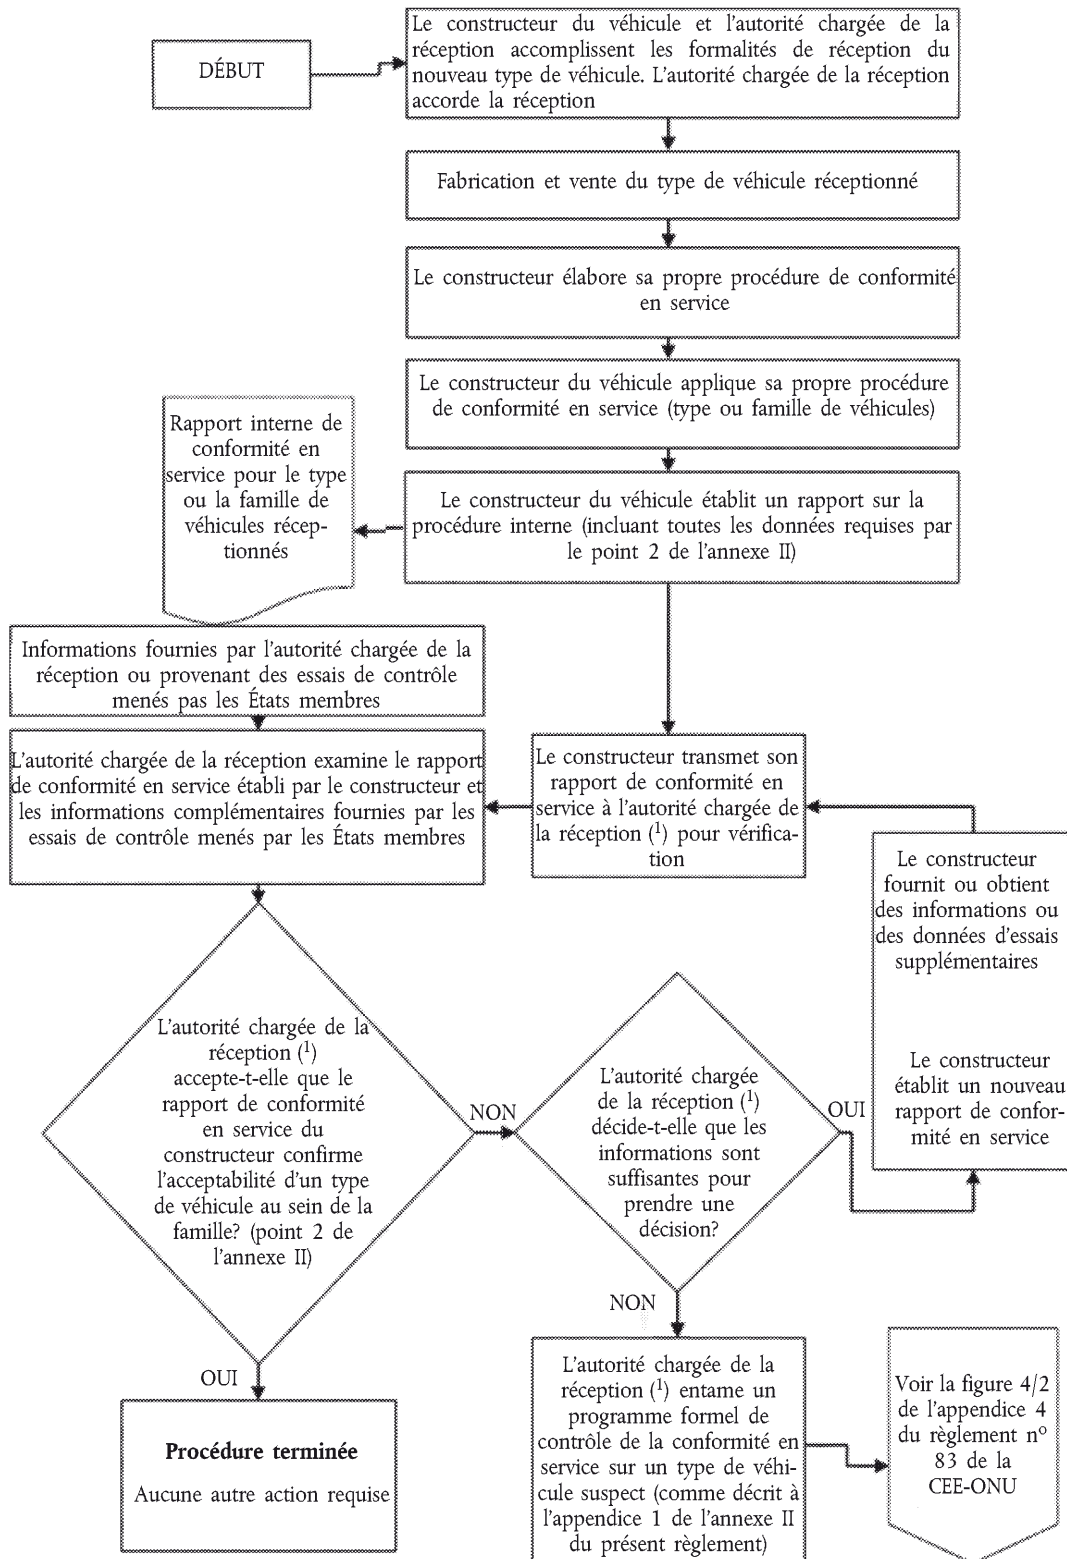 DÉBUT
Le constructeur du véhicule et l'autorité chargée de la
réception accomplissent les formalités de réception du
nouveau type de véhicule. L'autorité chargée de la réception
accorde la réception
Fabrication et vente du type de véhicule réceptionné
Le constructeur élabore sa propre procédure de conformité
en service
Le constructeur du véhicule applique sa propre procédure
de conformité en service (type ou famille de véhicules)
Rapport interne de
conformité en
service pour le type
ou la famille de
véhicules récep-
tionnés
Le constructeur du véhicule établit un rapport sur la
procédure interne (incluant toutes les données requises par
le point 2 de l'annexe II)
Informations fournies par l'autorité chargée de la
réception ou provenant des essais de contrôle
menés pas les États membres
L'autorité chargée de la réception examine le rapport
de conformité en service établi par le constructeur et
les informations complémentaires fournies par les
essais de contrôle menés par les États membres
Le constructeur transmet son
rapport de conformité en
service à l'autorité chargée de
la réception (1) pour vérifica-
tion
Le constructeur
fournit ou obtient
des informations ou
des données d'essais
supplémentaires
Le constructeur
établit un nouveau
rapport de confor-
mité en service
L'autorité chargée de la
réception (1)
accepte-t-elle que le
rapport de conformité
en service du
constructeur confirme
l'acceptabilité d'un type
de véhicule au sein de la
famille? (point 2 de
l'annexe II)
NON
L'autorité chargée
de la réception (1)
décide-t-elle que les
informations sont
suffisantes pour
prendre une
décision?
OUI
NON
OUI
Procédure terminée
Aucune autre action requise
L'autorité chargée de la
réception (1) entame un
programme formel de
contrôle de la conformité en
service sur un type de véhi-
cule suspect (comme décrit à
l'appendice 1 de l'annexe II
du présent règlement)
Voir la figure 4/2
de l'appendice 4
du règlement no
83 de la
CEE-ONU